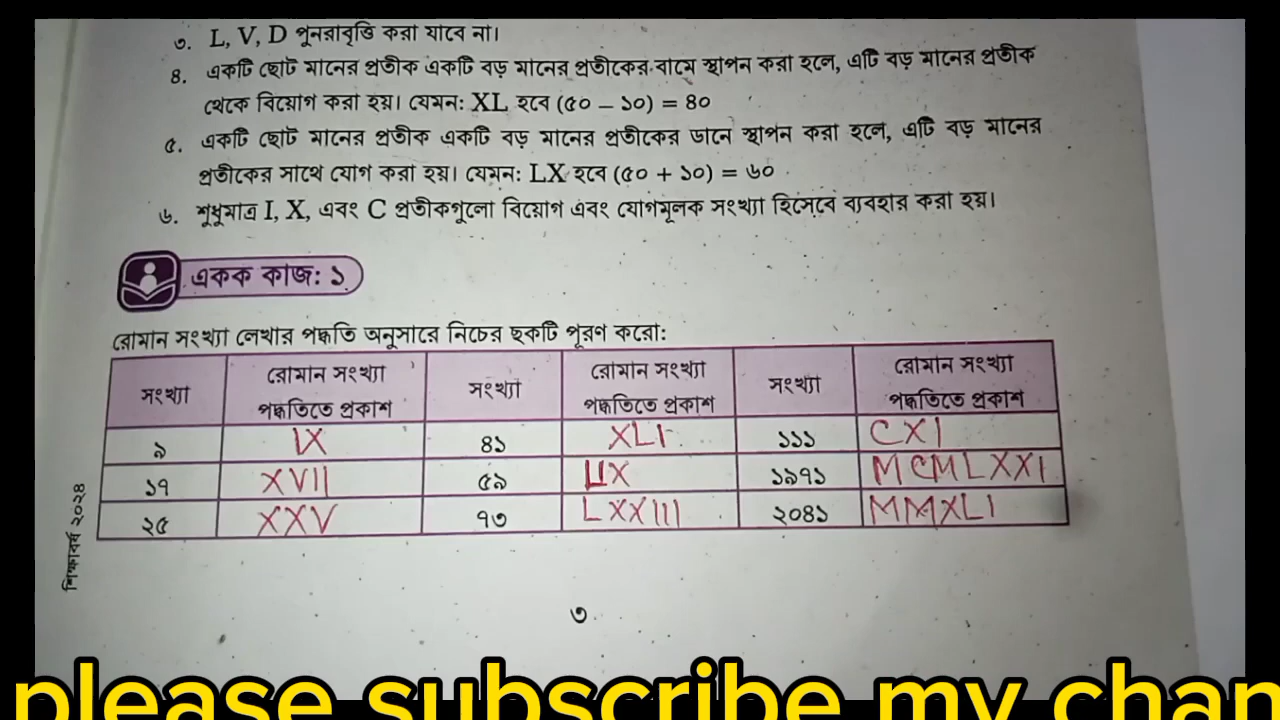 ৩. L, V, D পুনরাবৃত্তি করা যাবে না।
৪. একটি ছোট মানের প্রতীক একটি বড় মানের প্রতীকের বামে স্থাপন করা হলে, এটি বড় মানের প্রতীক
থেকে বিয়োগ করা হয়। যেমন: XL হবে (৫০ – ১০) = ৪০
৫. একটি ছোট মানের প্রতীক একটি বড় মানের প্রতীকের ডানে স্থাপন করা হলে, এটি বড় মানের
প্রতীকের সাথে যোগ করা হয়। যেমন: LX হবে (৫০ + ১০) = ৬০
৬. শুধুমাত্র I, X, এবং C প্রতীকগুলো বিয়োগ এবং যোগমূলক সংখ্যা হিসেবে ব্যবহার করা হয়।
একক কাজ: ১
রোমান সংখ্যা লেখার পদ্ধতি অনুসারে নিচের ছকটি পূরণ করো:
সংখ্যা রোমান সংখ্যা পদ্ধতিতে প্রকাশ সংখ্যা রোমান সংখ্যা পদ্ধতিতে প্রকাশ সংখ্যা রোমান সংখ্যা পদ্ধতিতে প্রকাশ
৯ IX ৪১ XLI ১১১ CXI
১৭ XVII ৫৯ LIX ১৯৭১ MCMLXXI
২৫ XXV ৭৩ LXXIII ২০৪১ MMXLI
শিক্ষাবর্ষ ২০২৪
৩
please subscribe my chan